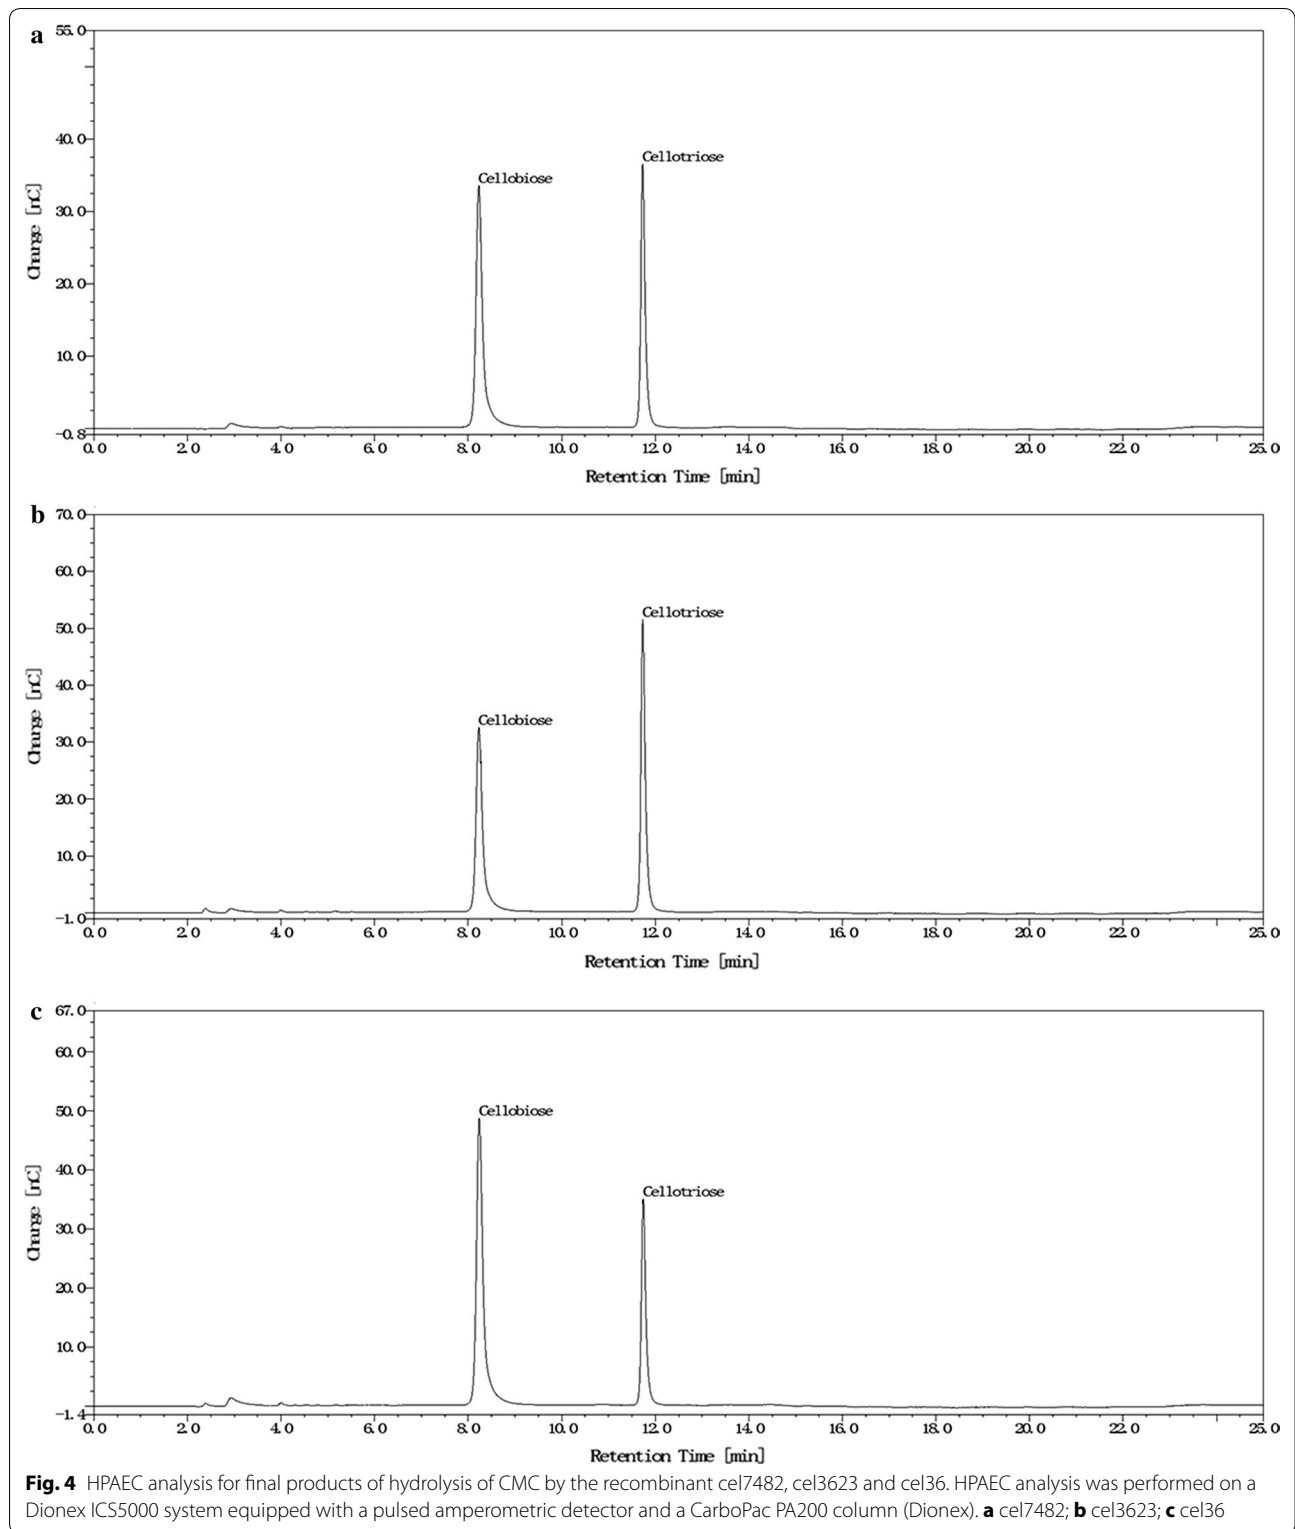 a
55.0
40.0
30.0
20.0
10.0
-0.8
Change [nC]
Cellobiose
Cellotriose
0.0 2.0 4.0 6.0 8.0 10.0 12.0 14.0 16.0 18.0 20.0 22.0 25.0
Retention Time [min]
b
70.0
60.0
50.0
40.0
30.0
20.0
10.0
-1.0
Change [nC]
Cellotriose
Cellobiose
0.0 2.0 4.0 6.0 8.0 10.0 12.0 14.0 16.0 18.0 20.0 22.0 25.0
Retention Time [min]
c
67.0
60.0
50.0
40.0
30.0
20.0
10.0
-1.4
Change [nC]
Cellobiose
Cellotriose
0.0 2.0 4.0 6.0 8.0 10.0 12.0 14.0 16.0 18.0 20.0 22.0 25.0
Retention Time [min]
Fig. 4 HPAEC analysis for final products of hydrolysis of CMC by the recombinant cel7482, cel3623 and cel36. HPAEC analysis was performed on a
Dionex ICS5000 system equipped with a pulsed amperometric detector and a CarboPac PA200 column (Dionex). a cel7482; b cel3623; c cel36